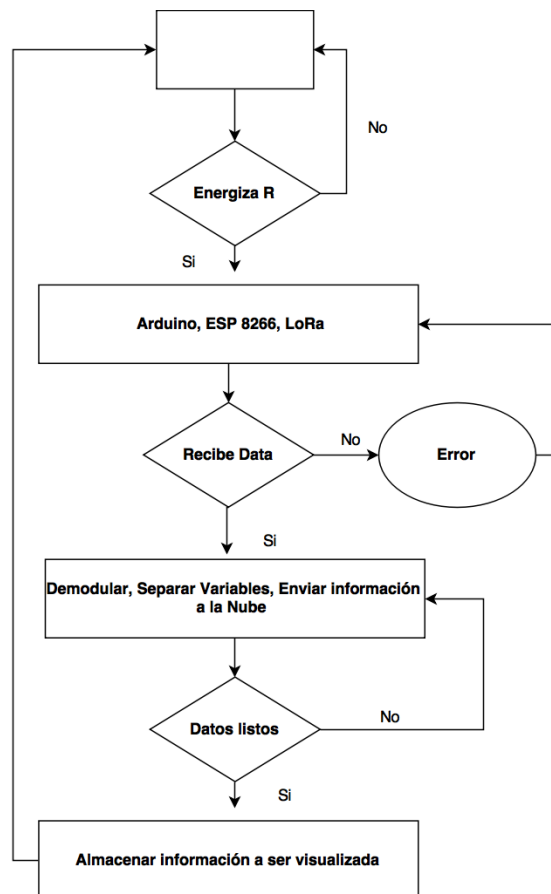 No
Energiza R
Si
Arduino, ESP 8266, LoRa
Recibe Data
No
Error
Si
Demodular, Separar Variables, Enviar información
a la Nube
Datos listos
No
Si
Almacenar información a ser visualizada